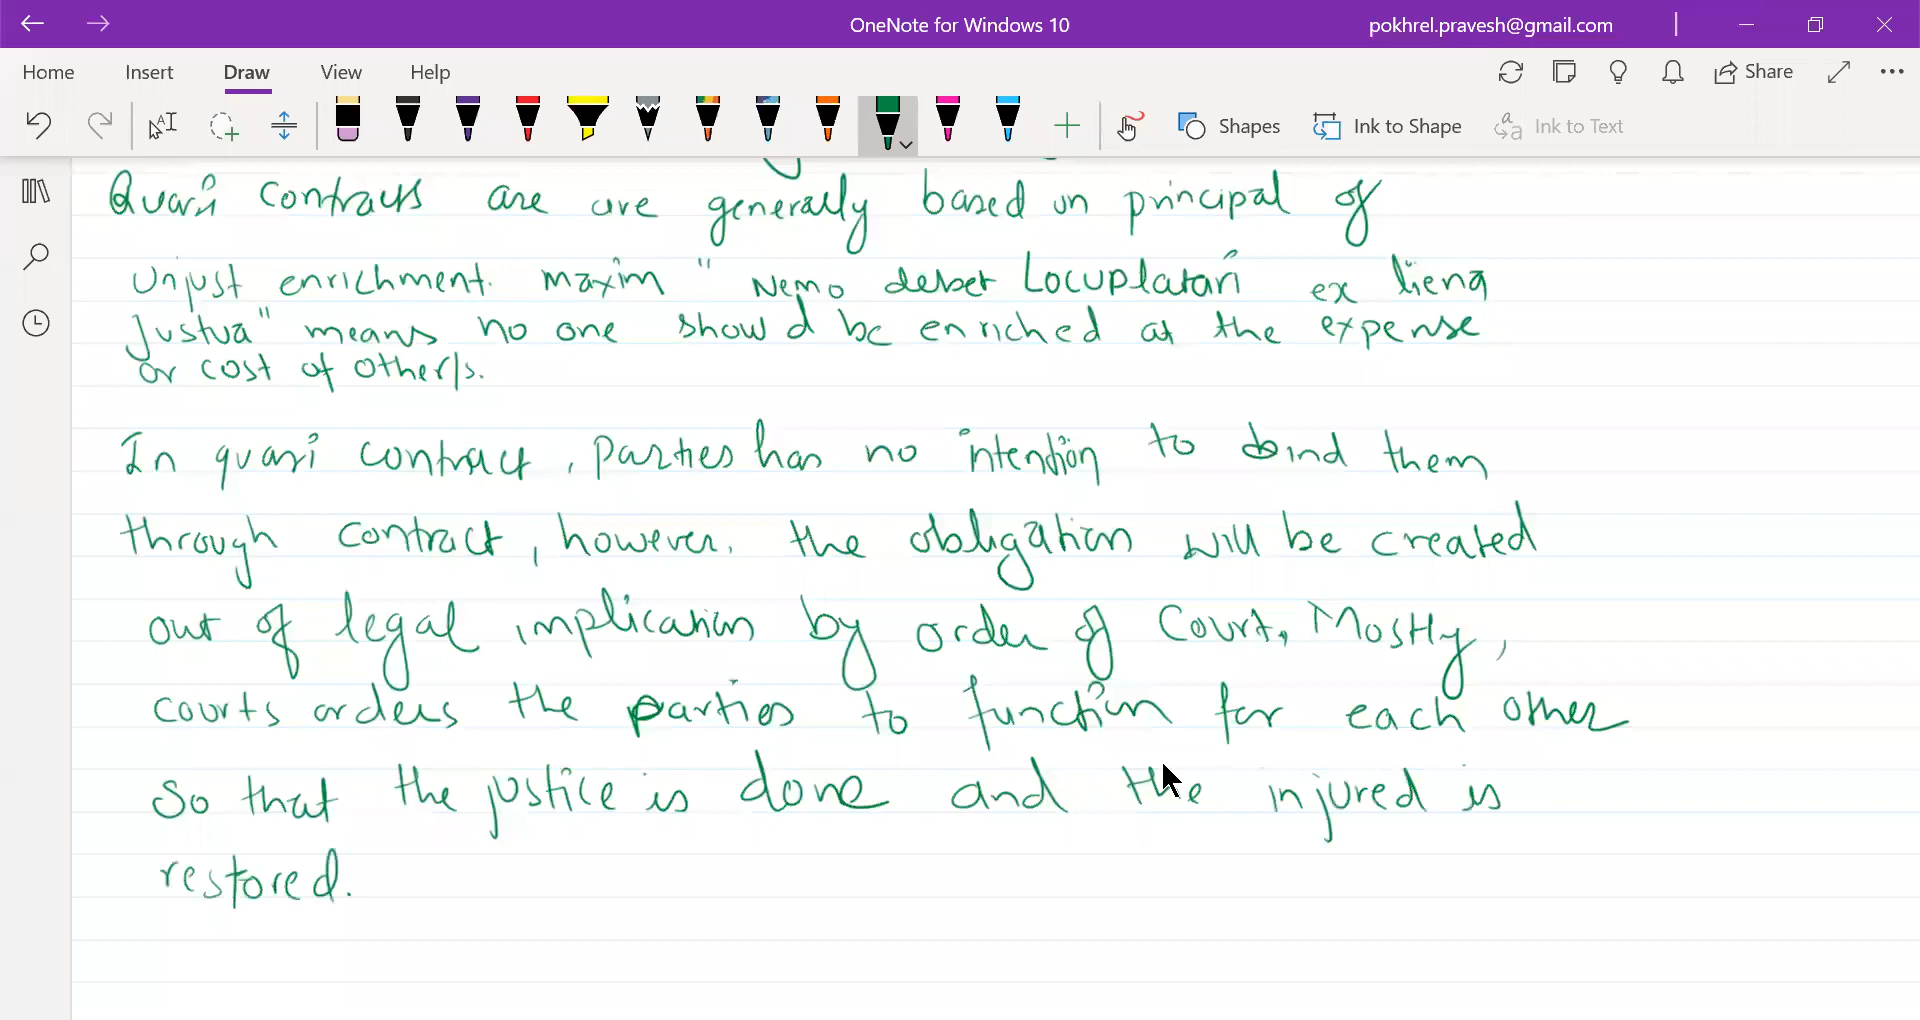 OneNote for Windows 10
pokhrel.pravesh@gmail.com
Home Insert Draw View Help
Share
Shapes Ink to Shape Ink to Text
Quasi contracts are are generally based on principal of
Unjust enrichment. maxim "Nemo debet Locuplatari ex liena
Justua" means no one should be enriched at the expense
or cost of other/s.
In quasi contract, parties has no intention to bind them
through contract, however, the obligation will be created
out of legal implication by order of Court. Mostly,
courts orders the parties to function for each other
So that the justice is done and the injured is
restored.